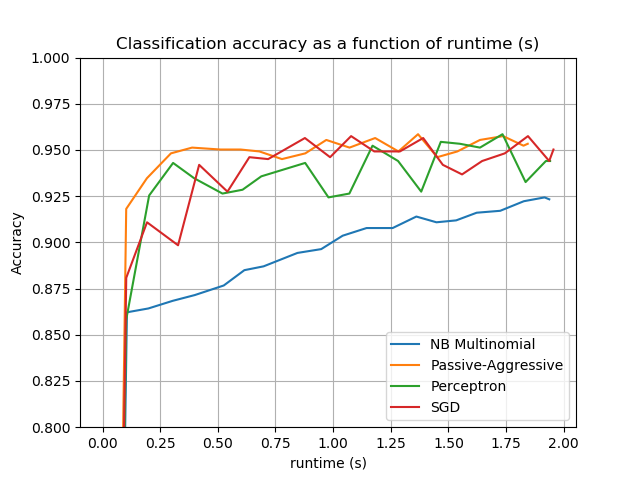 Classification accuracy as a function of runtime (s)
1.000
0.975
0.950
0.925
0.900
0.875
0.850
0.825
0.800
Accuracy
NB Multinomial
Passive-Aggressive
Perceptron
SGD
0.00 0.25 0.50 0.75 1.00 1.25 1.50 1.75 2.00
runtime (s)